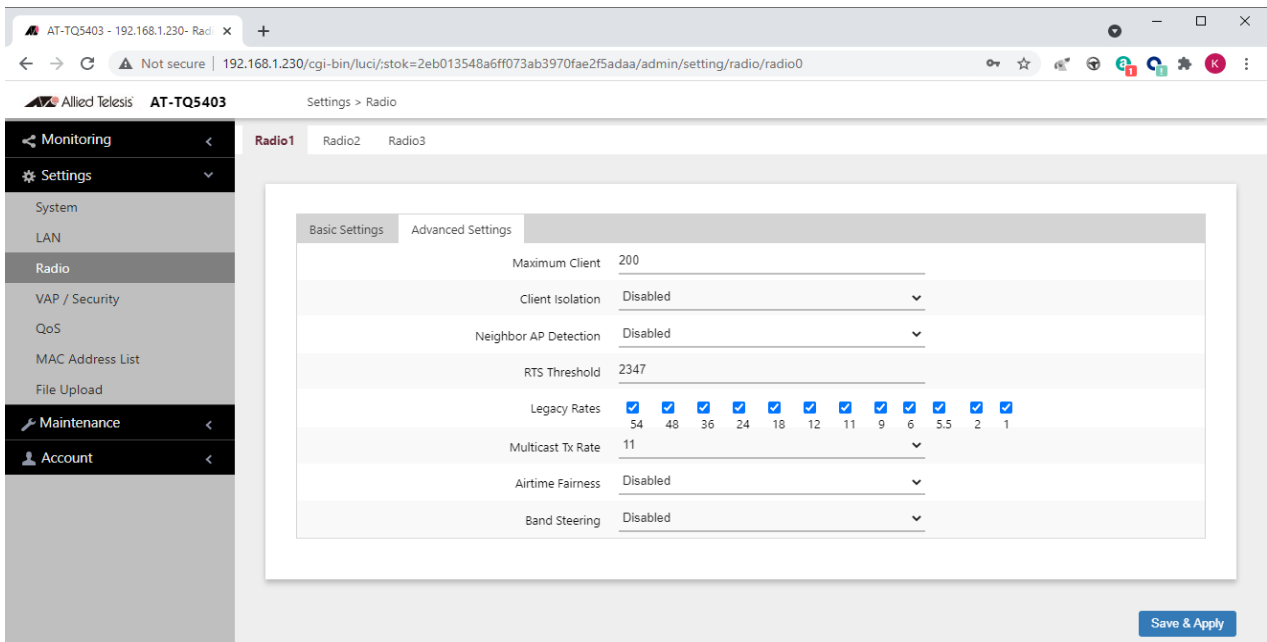 AT-TQ5403 - 192.168.1.230- Radi
Not secure | 192.168.1.230/cgi-bin/luci/;stok=2eb013548a6ff073ab3970fae2f5adaa/admin/setting/radio/radio0
1
1
K
Allied Telesis AT-TQ5403
Settings > Radio
Monitoring
Radio1 Radio2 Radio3
Settings
System
LAN
Radio
VAP / Security
QoS
MAC Address List
File Upload
Maintenance
Account
Basic Settings Advanced Settings
Maximum Client 200
Client Isolation Disabled
Neighbor AP Detection Disabled
RTS Threshold 2347
Legacy Rates
54 48 36 24 18 12 11 9 6 5.5 2 1
Multicast Tx Rate 11
Airtime Fairness Disabled
Band Steering Disabled
Save & Apply